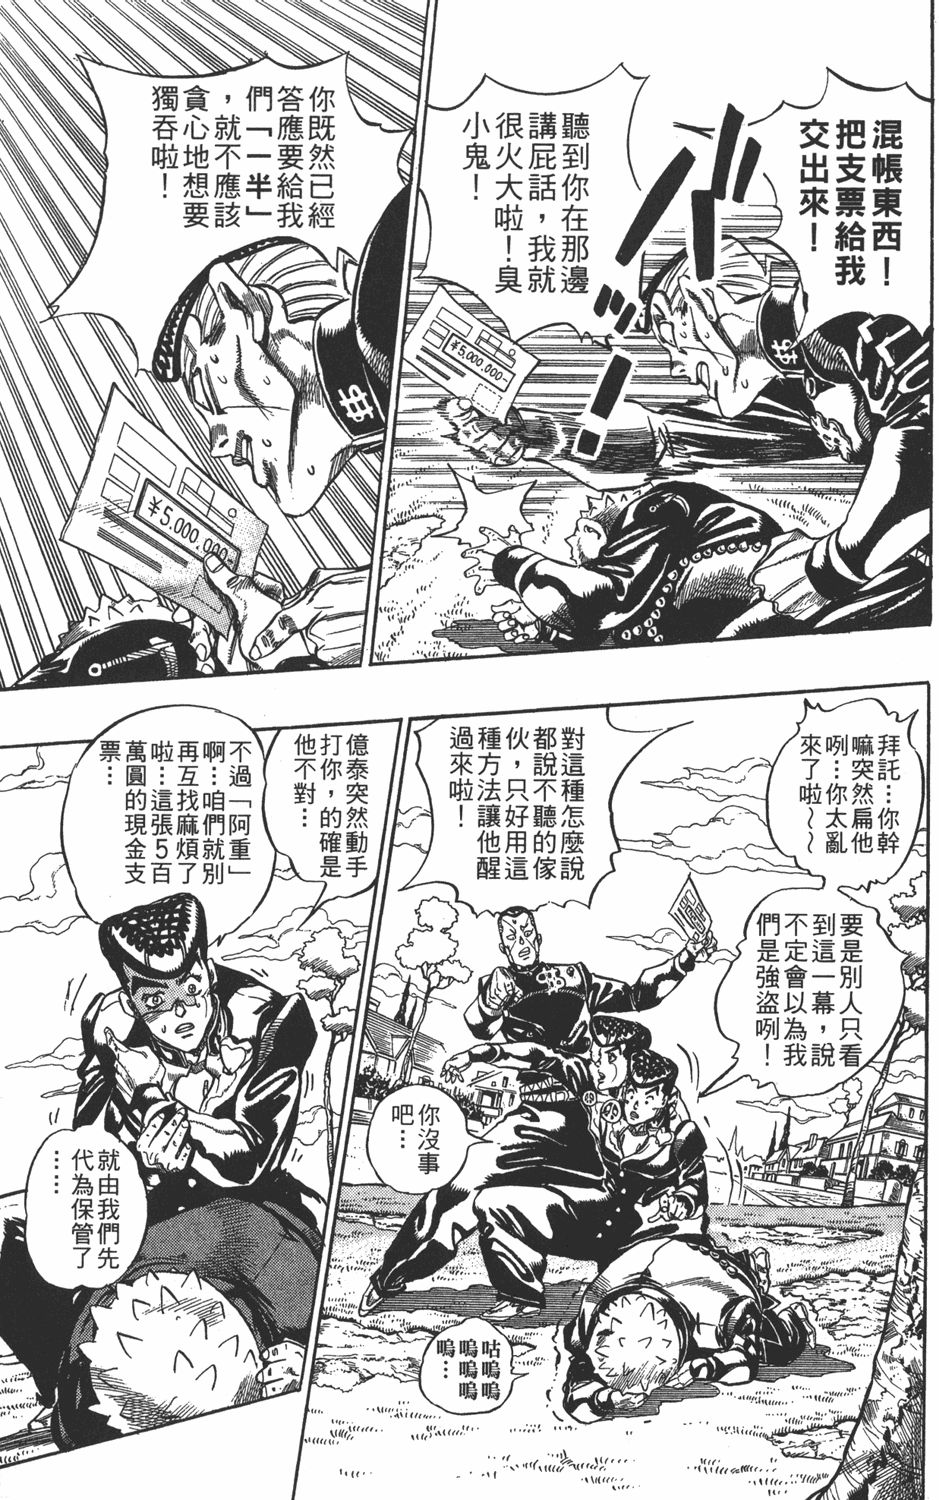 混帳東西！
把支票給我
交出來！
聽到你在那邊
講屁話，我就
很火大啦！臭
小鬼！
¥5,000,000-
你既然已經
答應要給我
們「一半」
，就不應該
貪心地想要
獨吞啦！
¥5,000,000-
拜託…你幹
嘛突然扁他
咧…你太亂
來了啦～～
要是別人只看
到這一幕，說
不定會以為我
們是強盜咧！
對這種怎麼說
都說不聽的傢
伙，只好用這
種方法讓他醒
過來啦！
你沒事
吧…
咕嗚嗚
嗚嗚嗚
嗚…
億泰突然動手
打你，的確是
他不對…
不過「阿重」
啊…咱們就別
再互找麻煩了
啦…這張5百
萬圓的現金支
票…
就由我們先
代為保管了
……